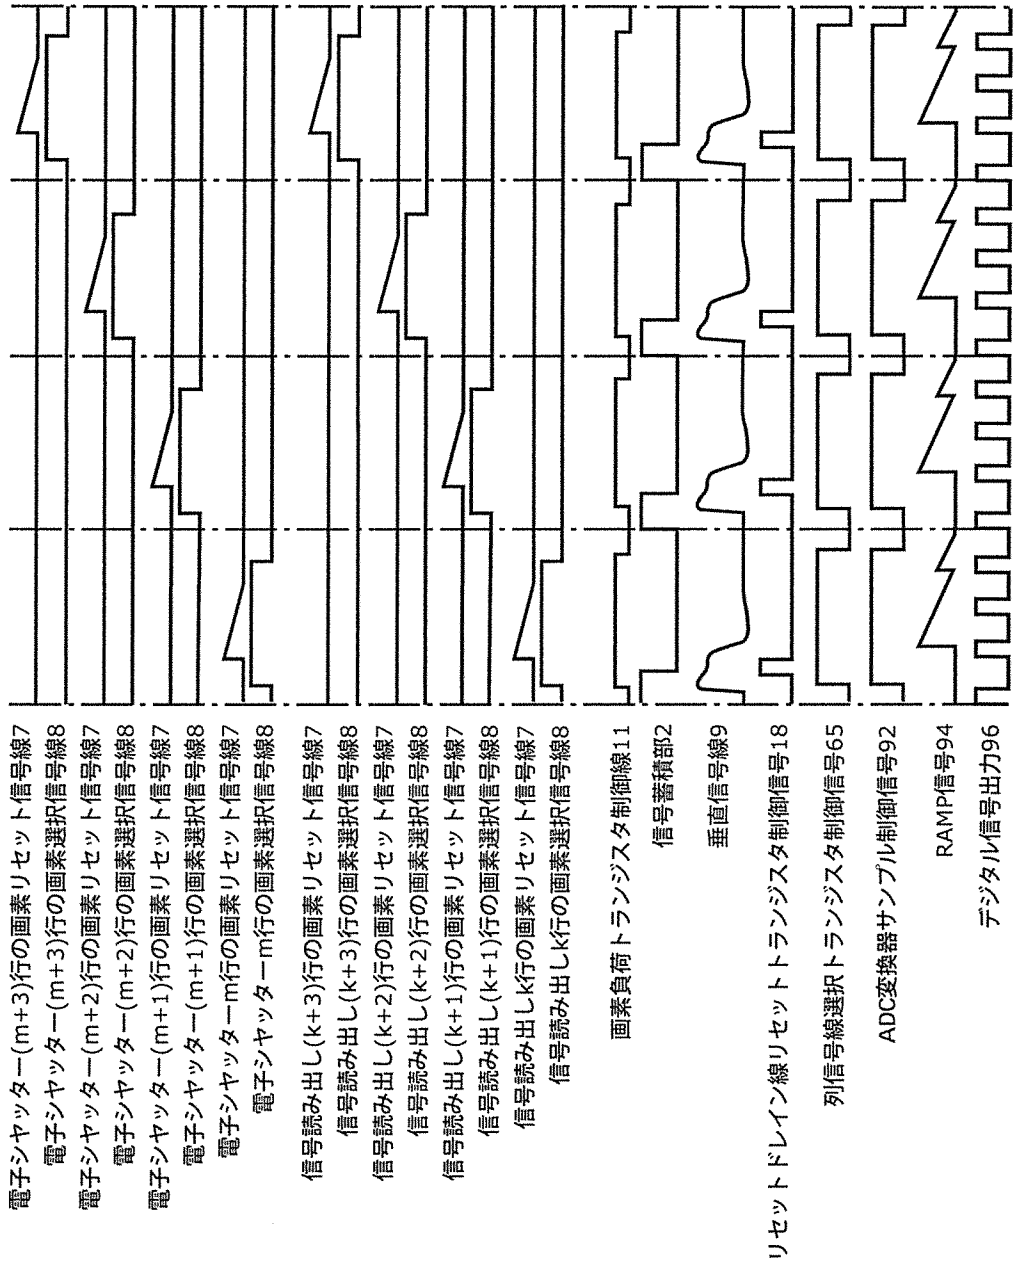 電子シヤッター(m+3)行の画素リセット信号線7
電子シヤッター(m+3)行の画素選択信号線8
電子シヤッター(m+2)行の画素リセット信号線7
電子シヤッター(m+2)行の画素選択信号線8
電子シヤッター(m+1)行の画素リセット信号線7
電子シヤッター(m+1)行の画素選択信号線8
電子シヤッターm行の画素リセット信号線7
電子シヤッターm行の画素選択信号線8
信号読み出し(k+3)行の画素リセット信号線7
信号読み出し(k+3)行の画素選択信号線8
信号読み出し(k+2)行の画素リセット信号線7
信号読み出し(k+2)行の画素選択信号線8
信号読み出し(k+1)行の画素リセット信号線7
信号読み出し(k+1)行の画素選択信号線8
信号読み出しk行の画素リセット信号線7
信号読み出しk行の画素選択信号線8
画素負荷トランジスタ制御線11
信号蓄積部2
垂直信号線9
リセットドレイン線リセットトランジスタ制御信号18
列信号線選択トランジスタ制御信号65
ADC変換器サンプル制御信号92
RAMP信号94
デジタル信号出力96